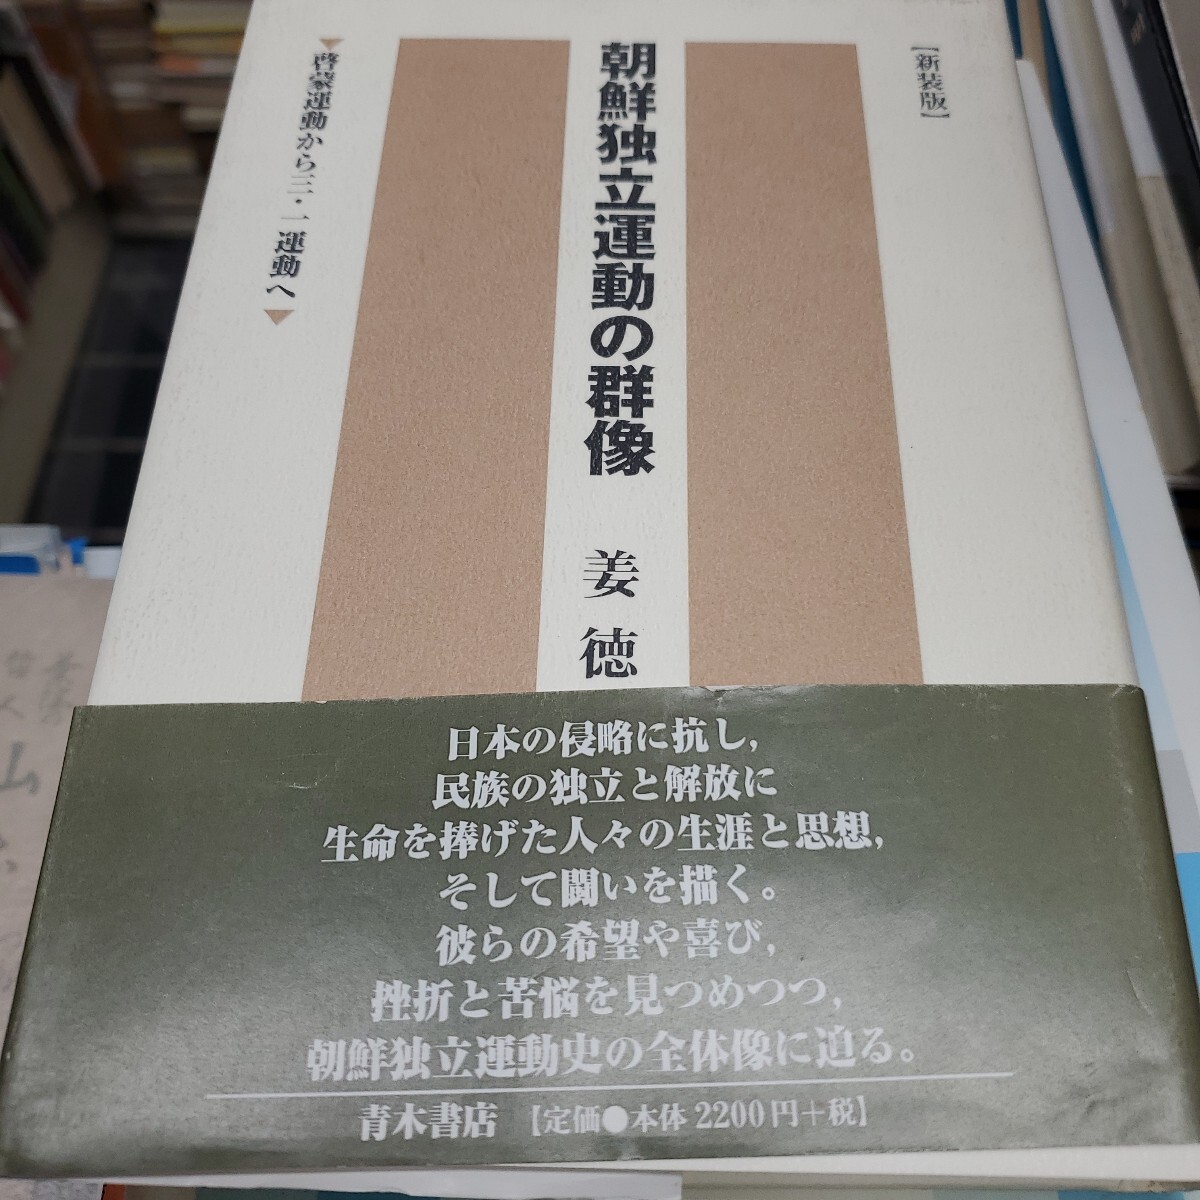 【新装版】
朝鮮独立運動の群像
啓蒙運動から三・一運動へ
姜徳
日本の侵略に抗し,
民族の独立と解放に
生命を捧げた人々の生涯と思想,
そして闘いを描く。
彼らの希望や喜び,
挫折と苦悩を見つめつつ,
朝鮮独立運動史の全体像に迫る。
青木書店 【定価●本体2200円+税】
山